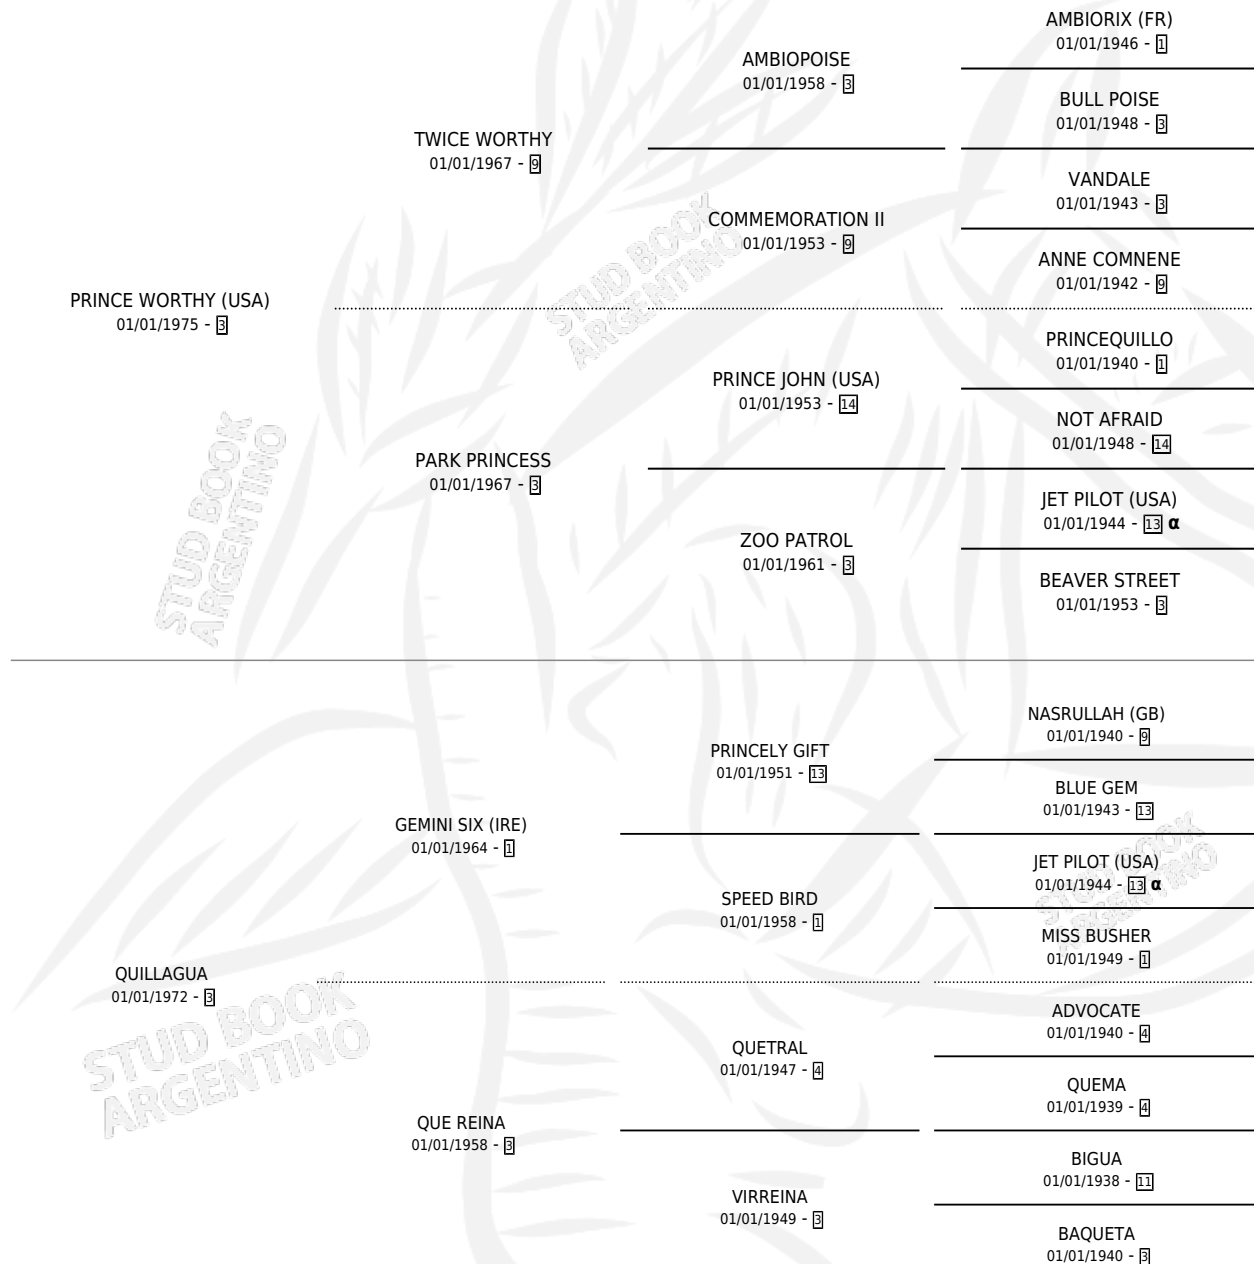 AMBIORIX (FR)
01/01/1946 - 1
AMBIOPOISE
01/01/1958 - 3
BULL POISE
01/01/1948 - 3
TWICE WORTHY
01/01/1967 - 9
VANDALE
01/01/1943 - 3
COMMEMORATION II
01/01/1953 - 9
ANNE COMNENE
01/01/1942 - 9
PRINCE WORTHY (USA)
01/01/1975 - 3
PRINCEQUILLO
01/01/1940 - 1
PRINCE JOHN (USA)
01/01/1953 - 14
NOT AFRAID
01/01/1948 - 14
PARK PRINCESS
01/01/1967 - 3
JET PILOT (USA)
01/01/1944 - 13 α
ZOO PATROL
01/01/1961 - 3
BEAVER STREET
01/01/1953 - 3
NASRULLAH (GB)
01/01/1940 - 9
PRINCELY GIFT
01/01/1951 - 13
BLUE GEM
01/01/1943 - 13
GEMINI SIX (IRE)
01/01/1964 - 1
JET PILOT (USA)
01/01/1944 - 13 α
SPEED BIRD
01/01/1958 - 1
MISS BUSHER
01/01/1949 - 1
QUILLAGUA
01/01/1972 - 3
ADVOCATE
01/01/1940 - 4
QUETRAL
01/01/1947 - 4
QUEMA
01/01/1939 - 4
QUE REINA
01/01/1958 - 3
BIGUA
01/01/1938 - 11
VIRREINA
01/01/1949 - 3
BAQUETA
01/01/1940 - 3
STUD BOOK
ARGENTINO
STUD BOOK
ARGENTINO
STUD BOOK
ARGENTINO
STUD BOOK
ARGENTINO